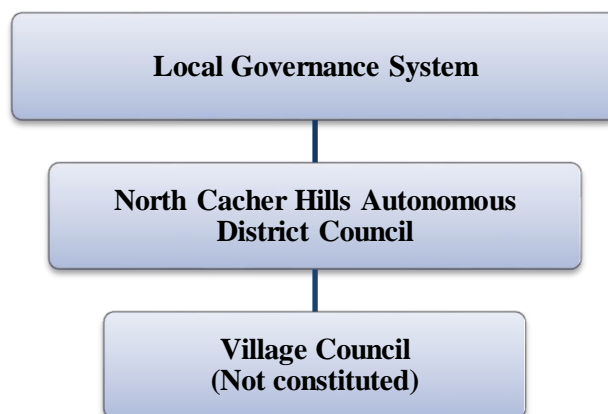 Local Governance System
North Cacher Hills Autonomous
District Council
Village Council
(Not constituted)